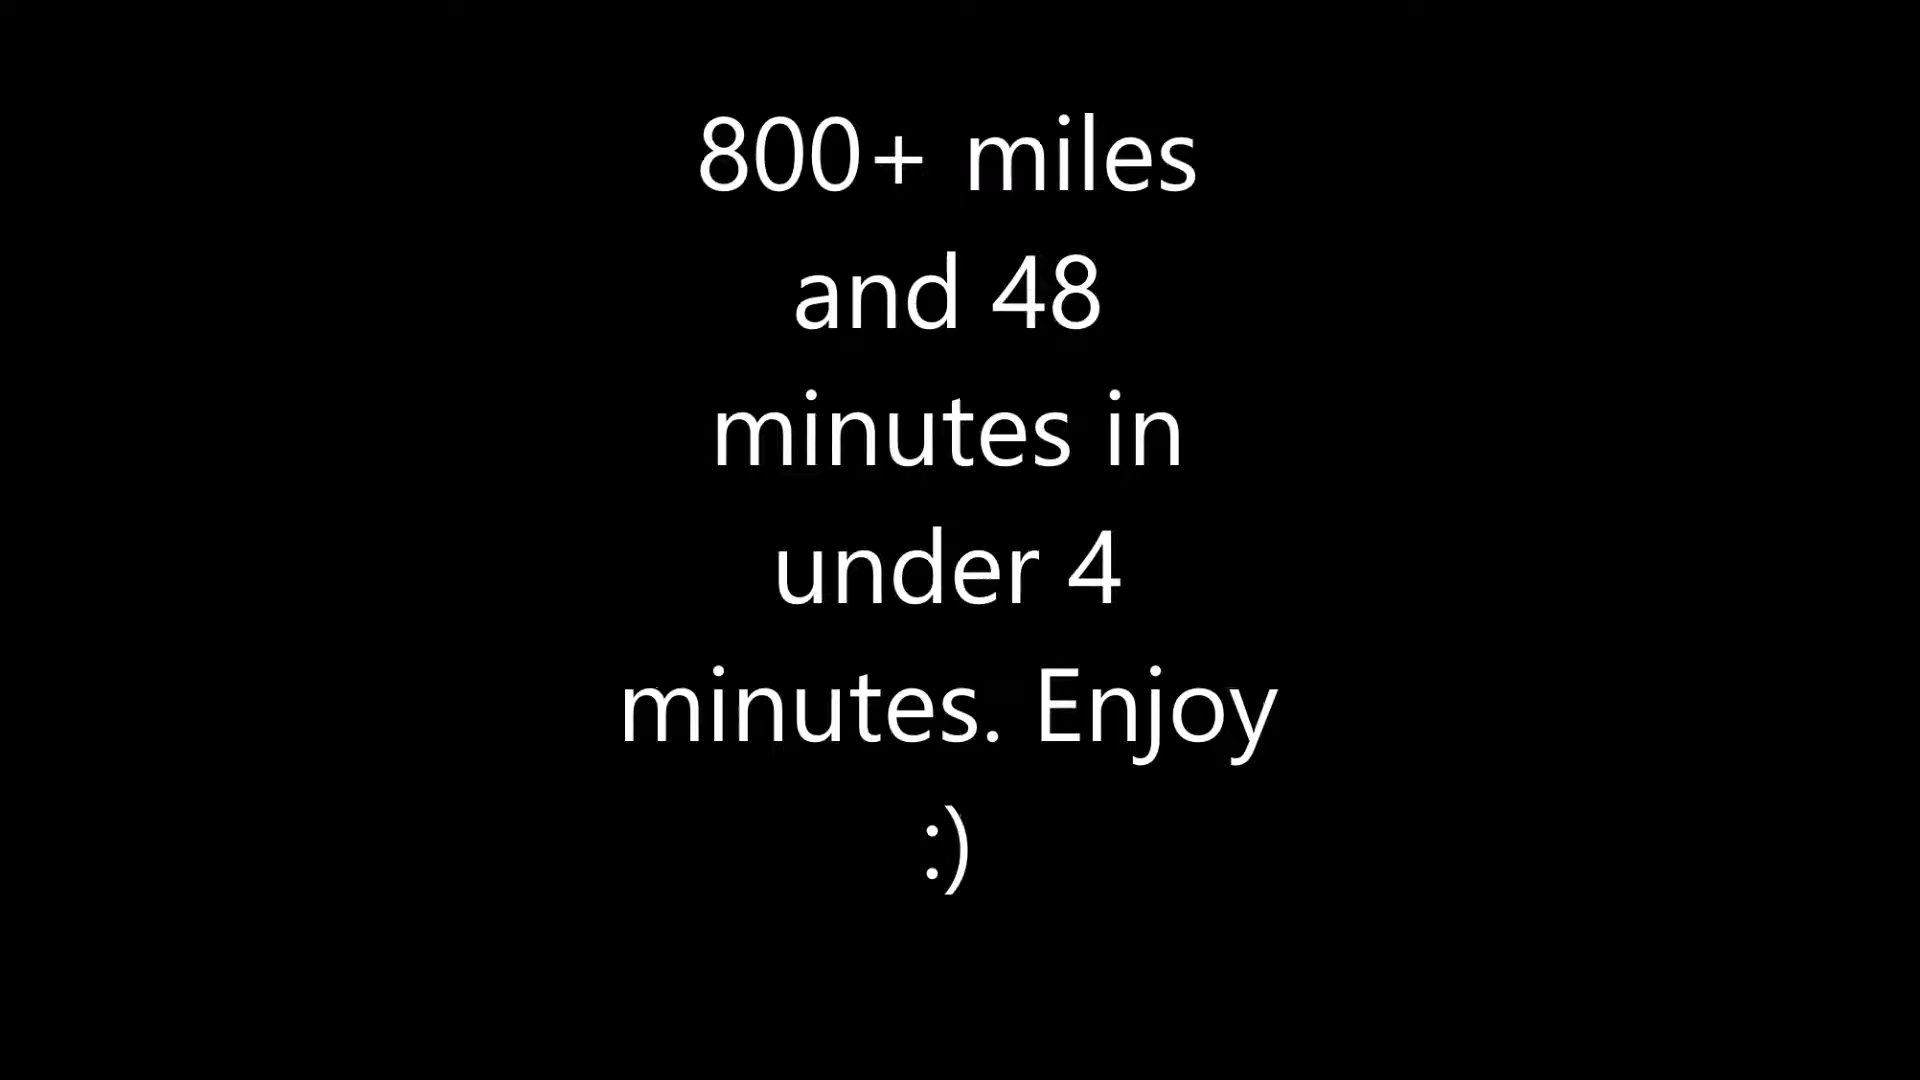 800+ miles
and 48
minutes in
under 4
minutes. Enjoy
:)